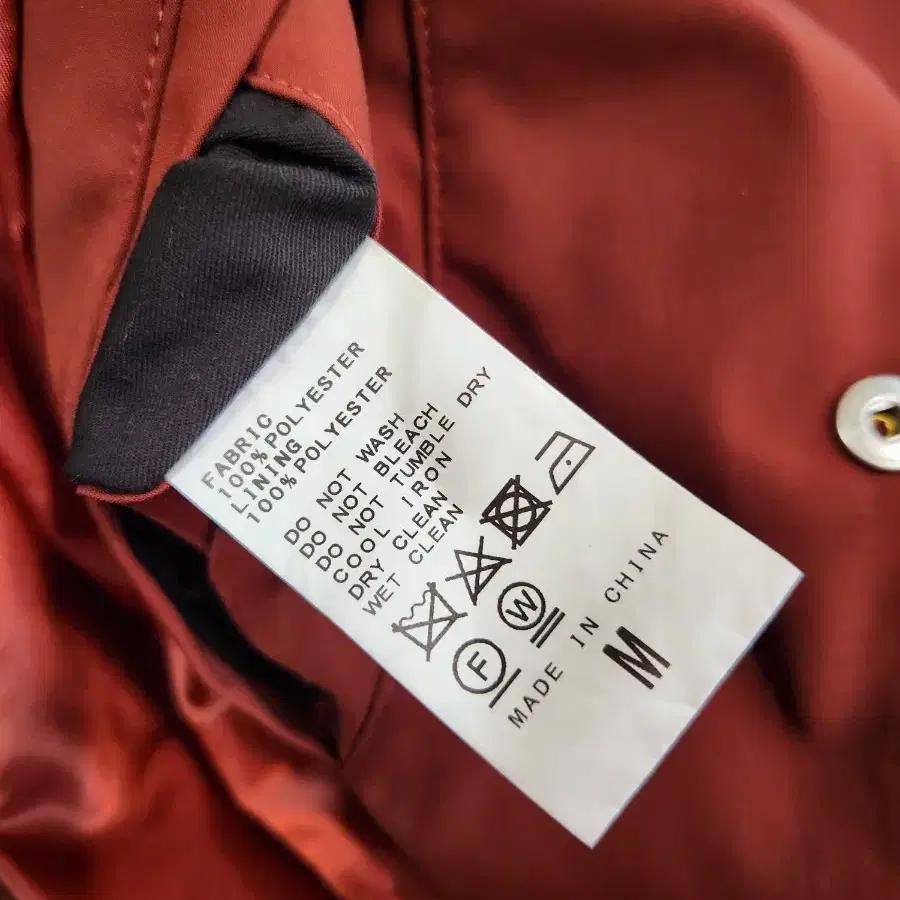 FABRIC
100% POLYESTER
LINING
100% POLYESTER
DO NOT WASH
DO NOT BLEACH
DO NOT TUMBLE DRY
COOL IRON
DRY CLEAN
WET CLEAN
F W
MADE IN CHINA
M